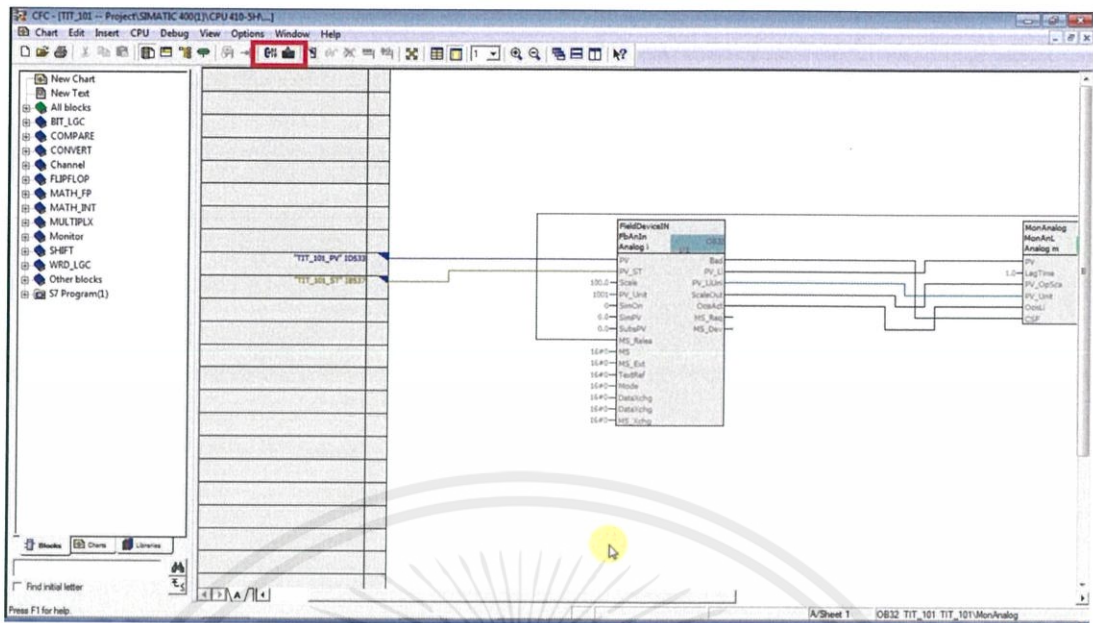 CFC - [TIT_101 -- Project\SIMATIC 400(1)\CPU 410-5H\...]
Chart Edit Insert CPU Debug View Options Window Help
1
New Chart
New Text
All blocks
BIT_LGC
COMPARE
CONVERT
Channel
FLIPFLOP
MATH_FP
MATH_INT
MULTIPLX
Monitor
SHIFT
WRD_LGC
Other blocks
S7 Program(1)
Blocks Charts Libraries
Find initial letter
Press F1 for help.
"TIT_101_PV" ID533
"TIT_101_ST"
FieldDeviceIN
PbAnIn
Analog i
OB32
PV Bad
PV_ST PV_Li
100.0 Scale PV_UUni
1001 PV_Unit ScaleOut
0 SimOn OosAct
0.0 SimPV MS_Req
0.0 SubsPV MS_Dev
MS_Relea
16#0 MS
16#0 MS_Ext
16#0 TextRef
16#0 Mode
16#0 DataXchg
16#0 DataXchg
16#0 MS_Xchg
MonAnalog
MonAnL
Analog m
PV
1.0 LagTime
PV_OpSca
PV_Unit
OosLi
CSF
A
A/Sheet 1
OB32 TIT_101 TIT_101\MonAnalog